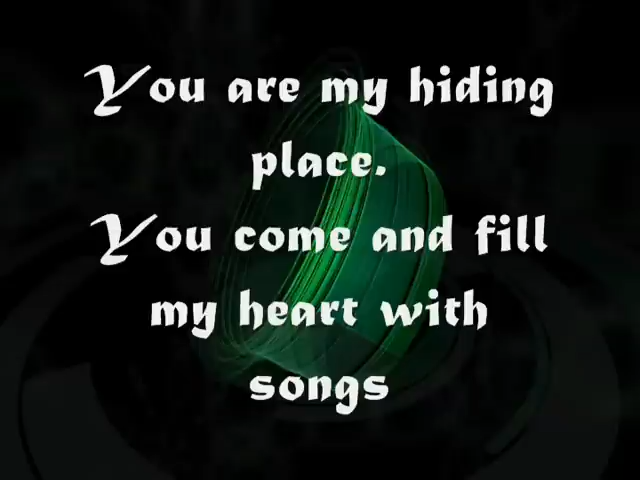 You are my hiding
place.
You come and fill
my heart with
songs